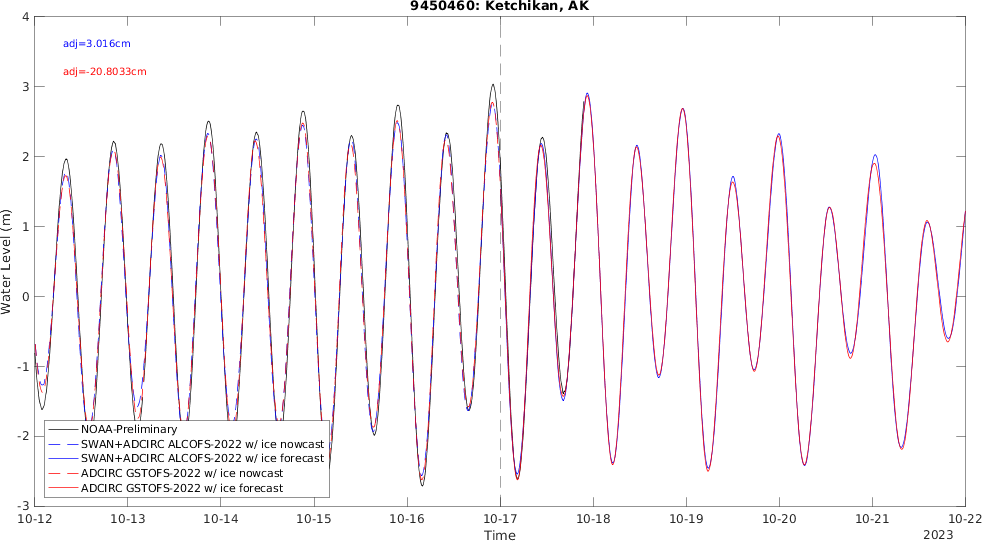 9450460: Ketchikan, AK
adj=3.016cm
adj=-20.8033cm
Water Level (m)
4
3
2
1
0
-1
-2
-3
NOAA-Preliminary
SWAN+ADCIRC ALCOFS-2022 w/ ice nowcast
SWAN+ADCIRC ALCOFS-2022 w/ ice forecast
ADCIRC GSTOFS-2022 w/ ice nowcast
ADCIRC GSTOFS-2022 w/ ice forecast
10-12 10-13 10-14 10-15 10-16 10-17 10-18 10-19 10-20 10-21 10-22
Time
2023